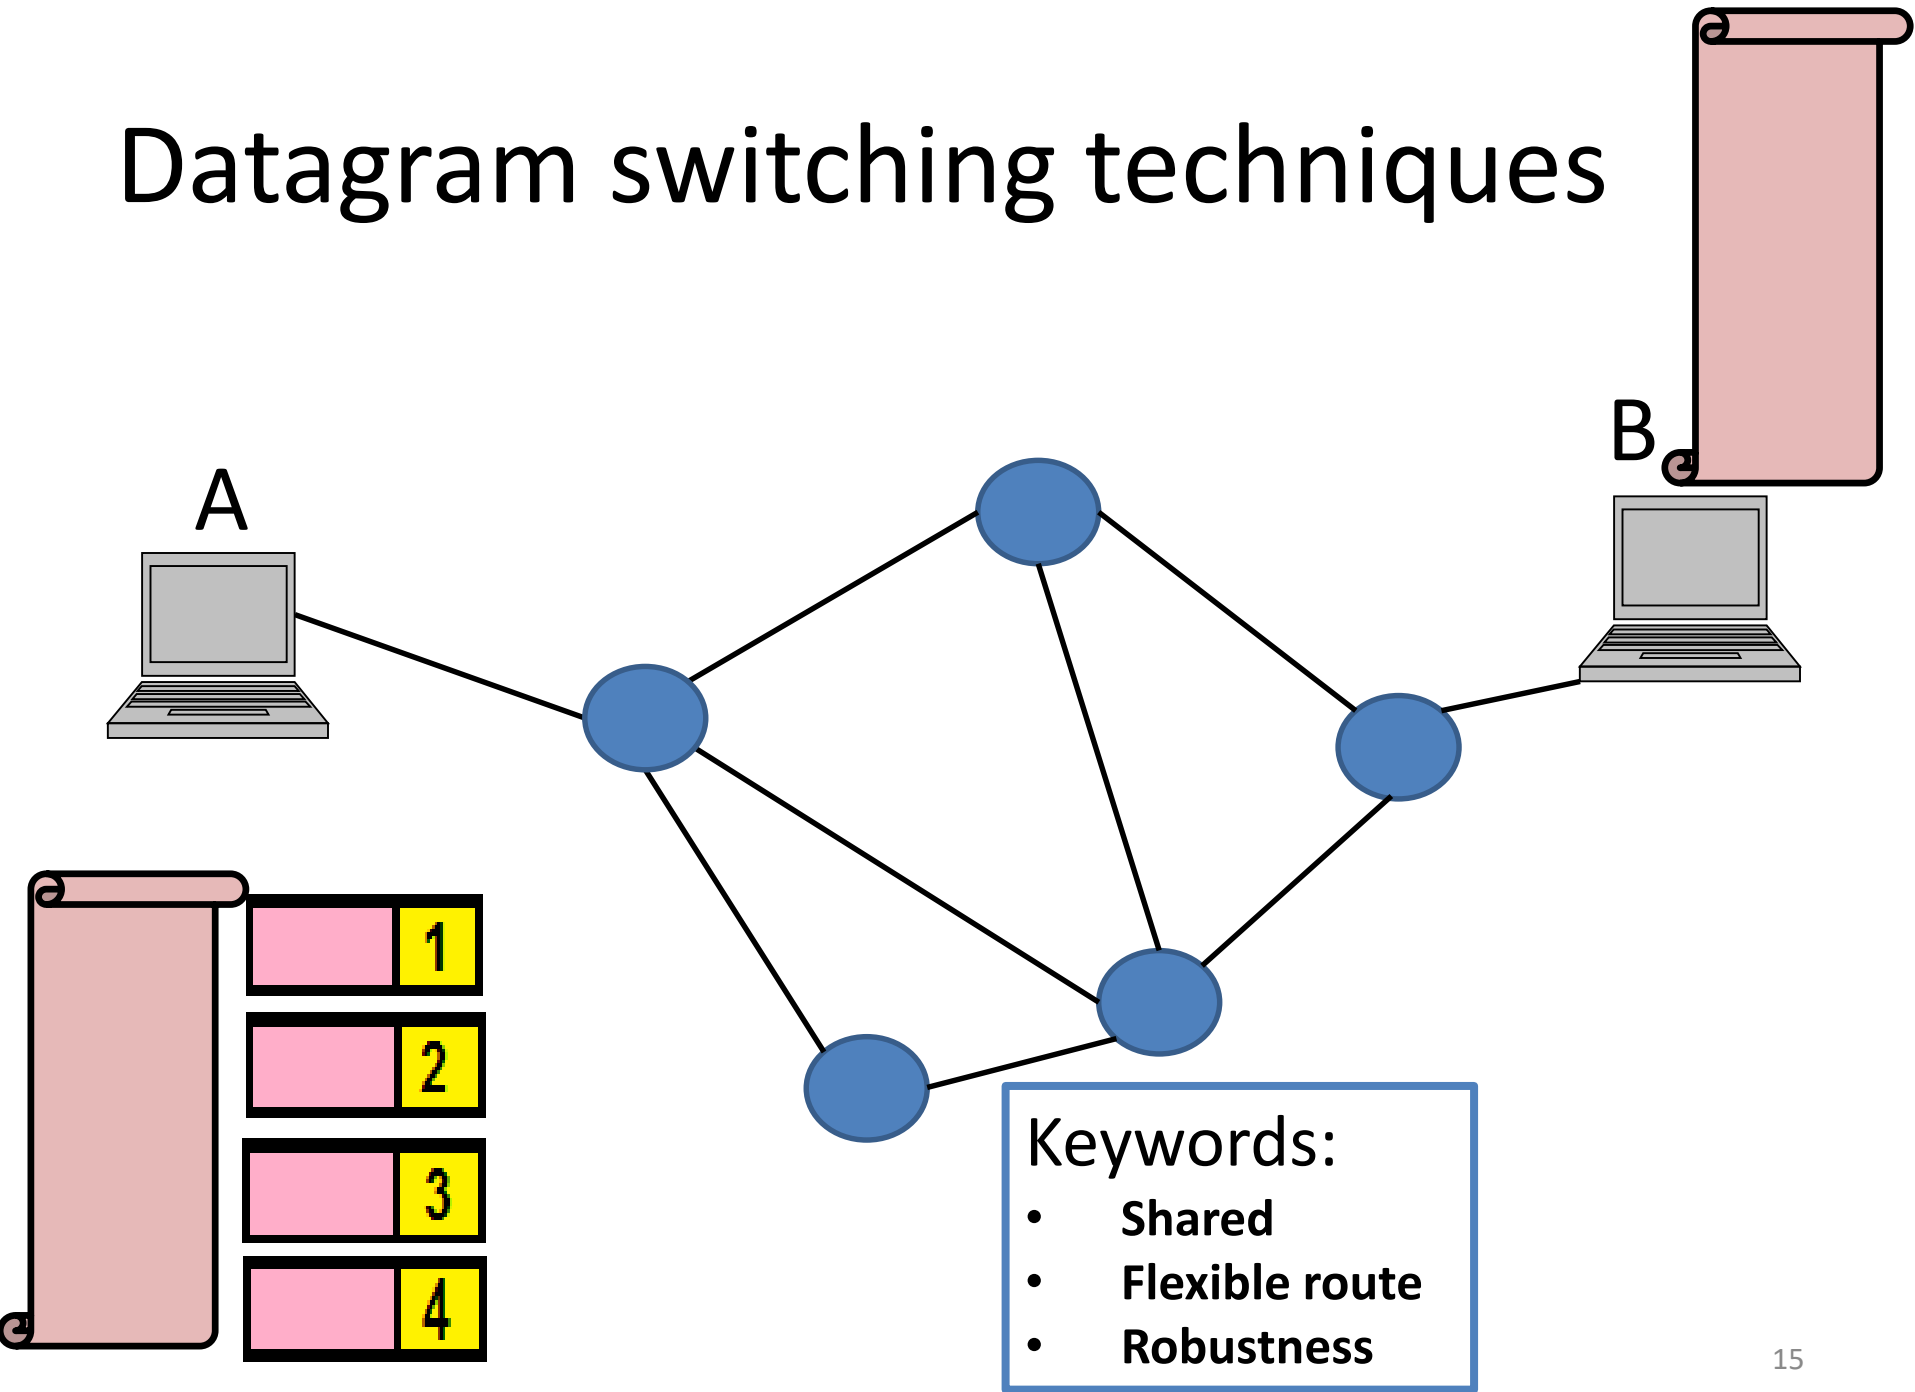 Datagram switching techniques
B
A
1
2
3
4
Keywords:
• Shared
• Flexible route
• Robustness
15